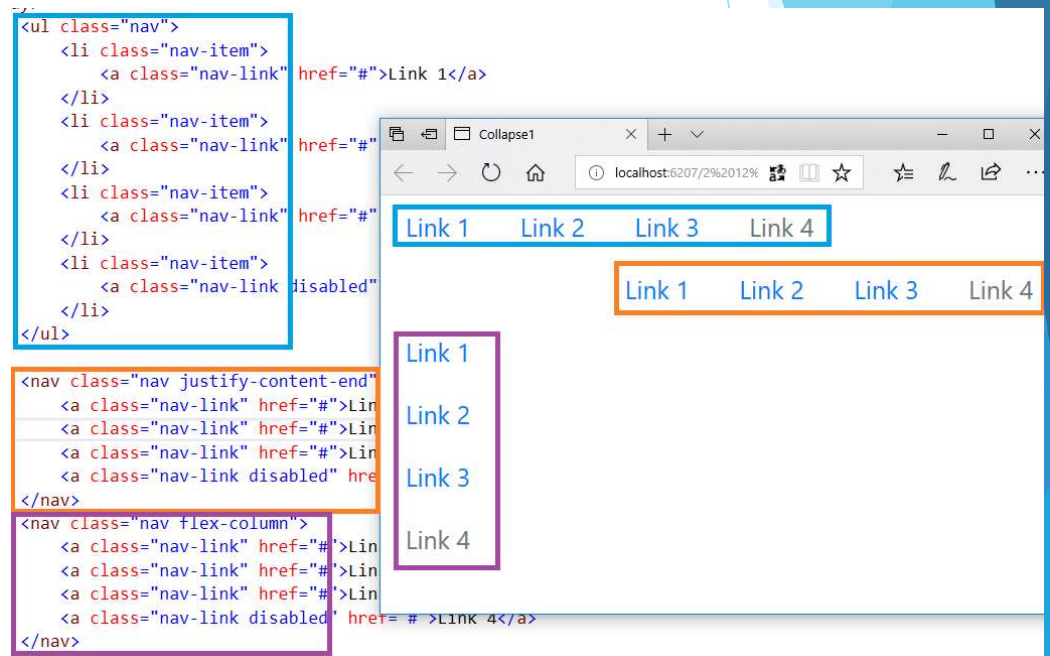 <ul class="nav">
<li class="nav-item">
<a class="nav-link" href="#">Link 1</a>
</li>
<li class="nav-item">
<a class="nav-link" href="#"
</li>
<li class="nav-item">
<a class="nav-link" href="#"
</li>
<li class="nav-item">
<a class="nav-link disabled"
</li>
</ul>
<nav class="nav justify-content-end"
<a class="nav-link" href="#">Lin
<a class="nav-link" href="#">Lin
<a class="nav-link" href="#">Lin
<a class="nav-link disabled" hre
</nav>
<nav class="nav flex-column">
<a class="nav-link" href="#">Lin
<a class="nav-link" href="#">Lin
<a class="nav-link" href="#">Lin
<a class="nav-link disabled" href="#">Link 4</a>
</nav>
Collapse1
localhost:6207/2%2012%
Link 1 Link 2 Link 3 Link 4
Link 1 Link 2 Link 3 Link 4
Link 1
Link 2
Link 3
Link 4